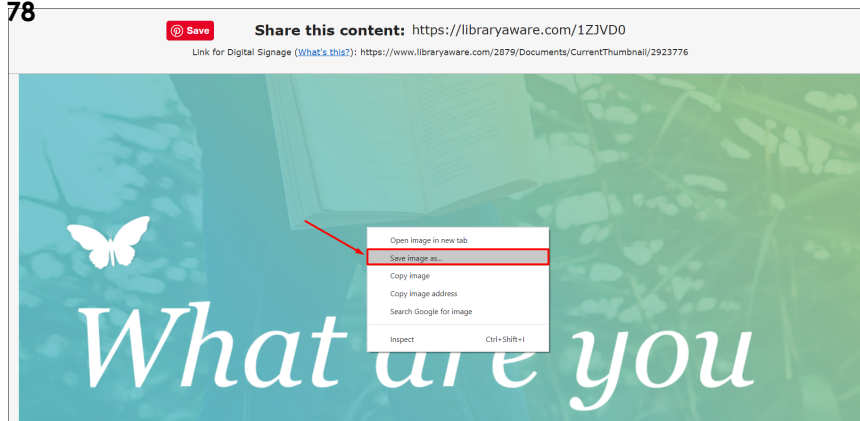 78
Save Share this content: https://libraryaware.com/1ZJVD0
Link for Digital Signage (What's this?): https://www.libraryaware.com/2879/Documents/CurrentThumbnail/2923776
Open image in new tab
Save image as...
Copy image
Copy image address
Search Google for image
Inspect Ctrl+Shift+I
What are you